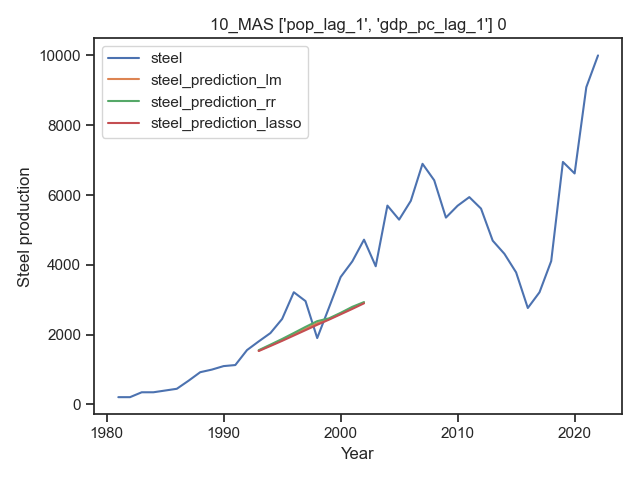 10_MAS ['pop_lag_1', 'gdp_pc_lag_1'] 0
steel
steel_prediction_lm
steel_prediction_rr
steel_prediction_lasso
Steel production
10000
8000
6000
4000
2000
0
1980 1990 2000 2010 2020
Year